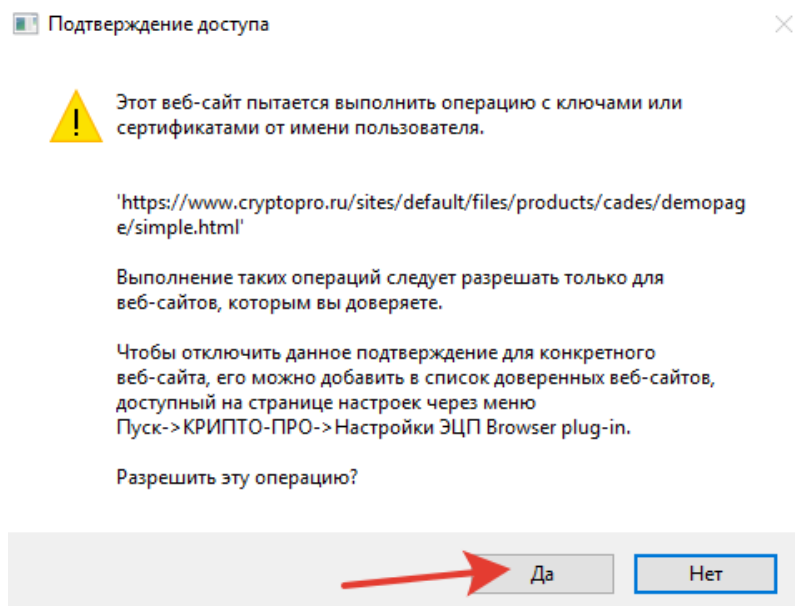 Подтверждение доступа
Этот веб-сайт пытается выполнить операцию с ключами или
сертификатами от имени пользователя.
'https://www.cryptopro.ru/sites/default/files/products/cades/demopag
e/simple.html'
Выполнение таких операций следует разрешать только для
веб-сайтов, которым вы доверяете.
Чтобы отключить данное подтверждение для конкретного
веб-сайта, его можно добавить в список доверенных веб-сайтов,
доступный на странице настроек через меню
Пуск->КРИПТО-ПРО->Настройки ЭЦП Browser plug-in.
Разрешить эту операцию?
Да Нет